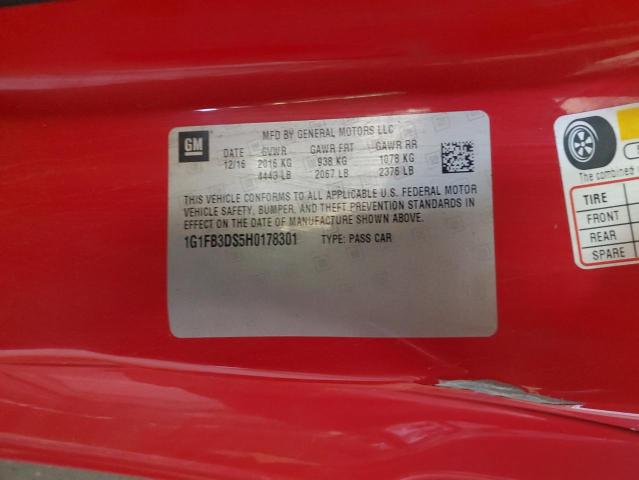 GM
MFD BY GENERAL MOTORS LLC
DATE GVWR GAWR FRT GAWR RR
12/16 2016 KG 938 KG 1078 KG
4443 LB 2067 LB 2376 LB
THIS VEHICLE CONFORMS TO ALL APPLICABLE U.S. FEDERAL MOTOR
VEHICLE SAFETY, BUMPER, AND THEFT PREVENTION STANDARDS IN
EFFECT ON THE DATE OF MANUFACTURE SHOWN ABOVE.
1G1FB3DS5H0178301 TYPE: PASS CAR
The combined
TIRE
FRONT
REAR
SPARE